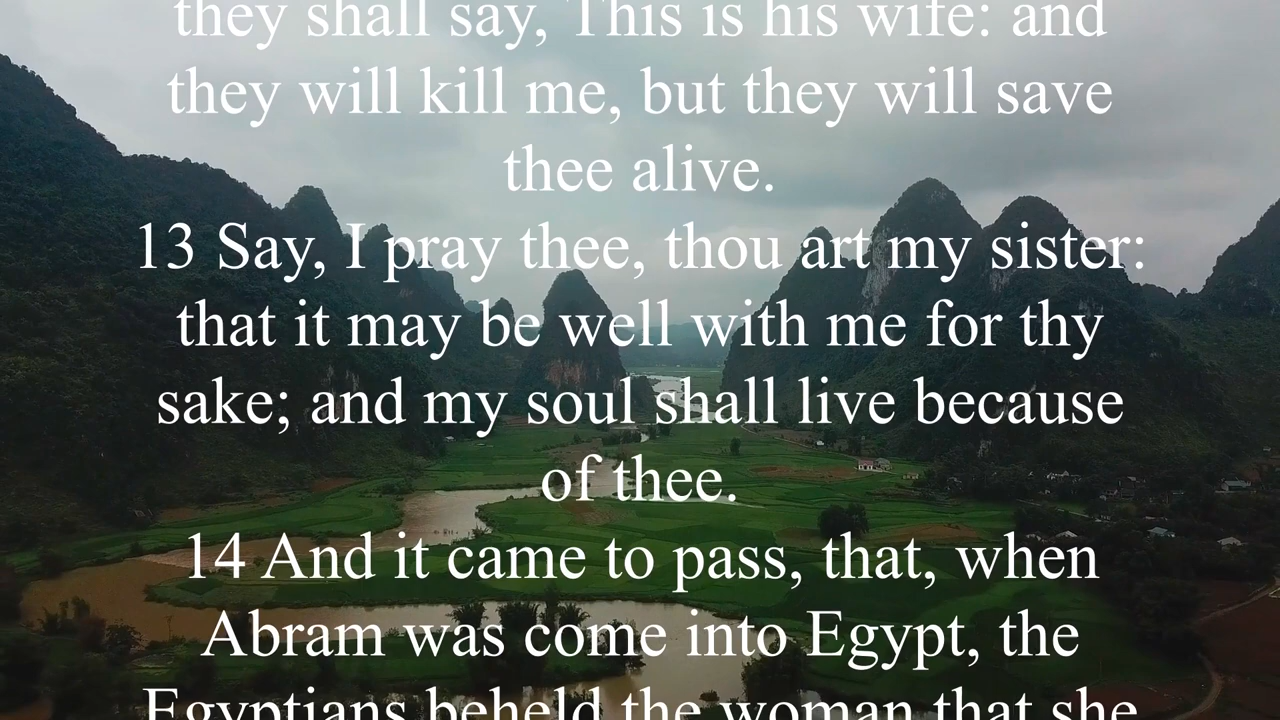 they shall say, This is his wife: and
they will kill me, but they will save
thee alive.
13 Say, I pray thee, thou art my sister:
that it may be well with me for thy
sake; and my soul shall live because
of thee.
14 And it came to pass, that, when
Abram was come into Egypt, the
Egyptians beheld the woman that she